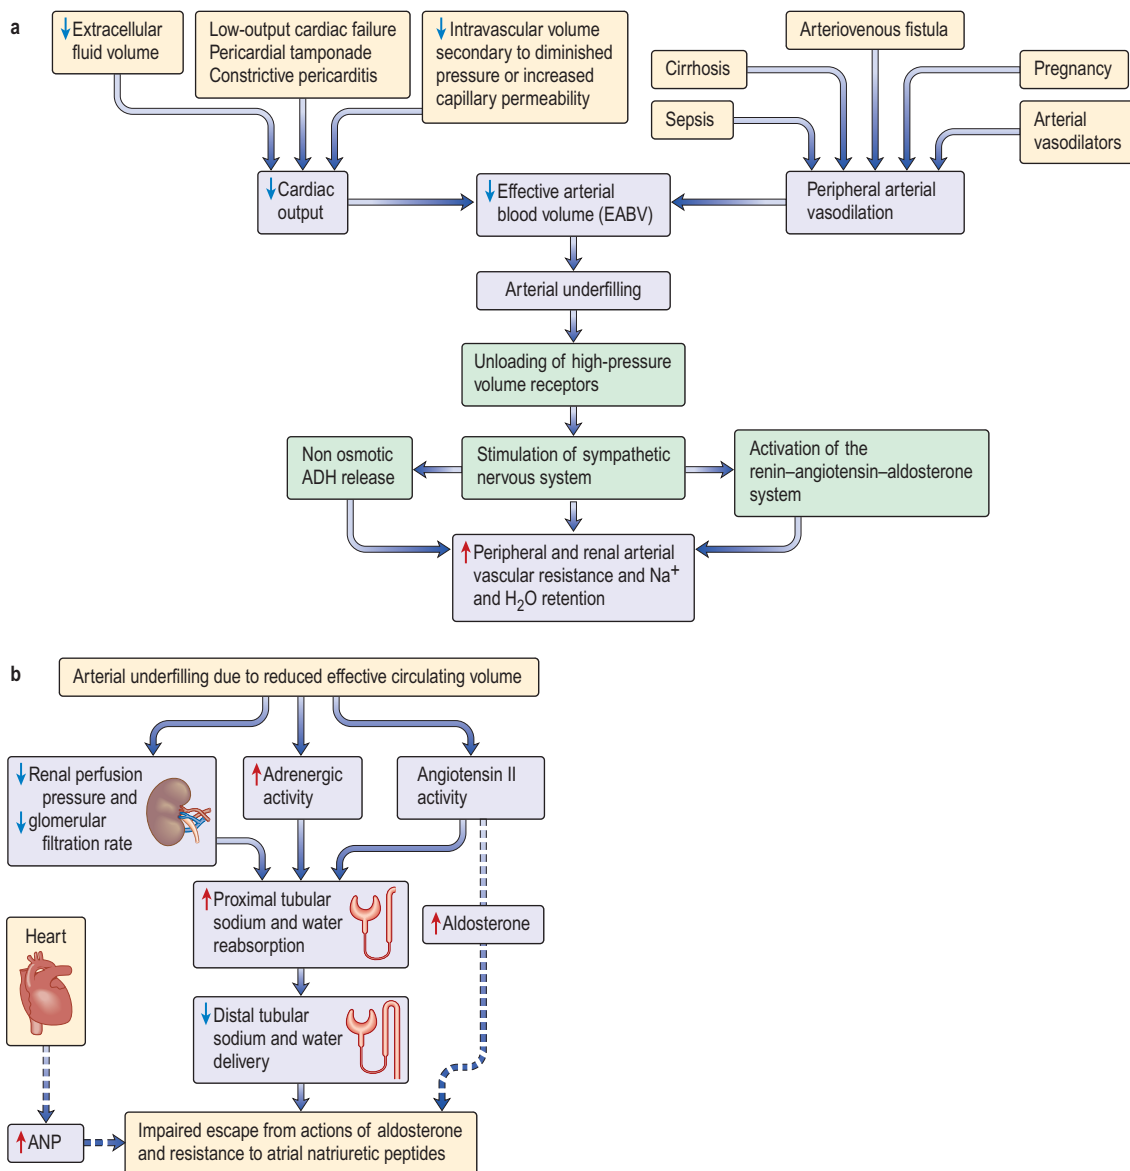 a
↓Extracellular
fluid volume
Low-output cardiac failure
Pericardial tamponade
Constrictive pericarditis
↓Intravascular volume
secondary to diminished
pressure or increased
capillary permeability
Arteriovenous fistula
Cirrhosis
Pregnancy
Sepsis
Arterial
vasodilators
↓Cardiac
output
↓Effective arterial
blood volume (EABV)
Peripheral arterial
vasodilation
Arterial underfilling
Unloading of high-pressure
volume receptors
Non osmotic
ADH release
Stimulation of sympathetic
nervous system
Activation of the
renin–angiotensin–aldosterone
system
↑Peripheral and renal arterial
vascular resistance and Na⁺
and H₂O retention
b
Arterial underfilling due to reduced effective circulating volume
↓Renal perfusion
pressure and
↓glomerular
filtration rate
↑Adrenergic
activity
Angiotensin II
activity
↑Proximal tubular
sodium and water
reabsorption
↑Aldosterone
Heart
↓Distal tubular
sodium and water
delivery
↑ANP
Impaired escape from actions of aldosterone
and resistance to atrial natriuretic peptides